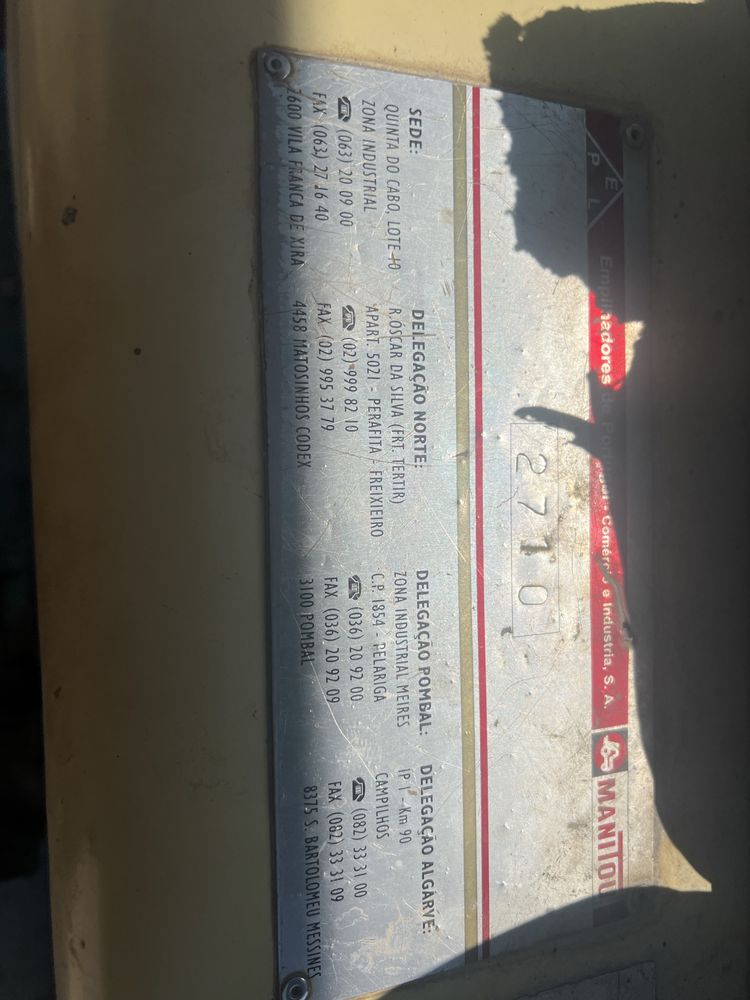 P E L
Empilhadores de • Comércio e Industria, S. A.
MANITOU
2710
SEDE:
QUINTA DO CABO, LOTE 10
ZONA INDUSTRIAL
☎ (063) 20 09 00
FAX (063) 27 16 40
2600 VILA FRANCA DE XIRA
DELEGAÇÃO NORTE:
R.OSCAR DA SILVA (FRT. TERTIR)
APART. 5021 - PERAFITA - FREIXIEIRO
☎ (02) 999 82 10
FAX (02) 995 37 79
4458 MATOSINHOS CODEX
DELEGAÇÃO POMBAL:
ZONA INDUSTRIAL MEIRES
C.P. 1854 - PELARIGA
☎ (036) 20 92 00
FAX (036) 20 92 09
3100 POMBAL
DELEGAÇÃO ALGARVE:
IP 1 - Km 90
CAMPILHOS
☎ (082) 33 31 00
FAX (082) 33 31 09
8375 S. BARTOLOMEU MESSINES